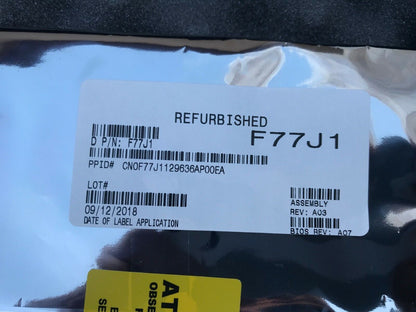 REFURBISHED
D P/N: F77J1
F77J1
PPID# CN0F77J1129636AP00EA
LOT#
09/12/2018
DATE OF LABEL APPLICATION
ASSEMBLY
REV: A03
BIOS REV: A07